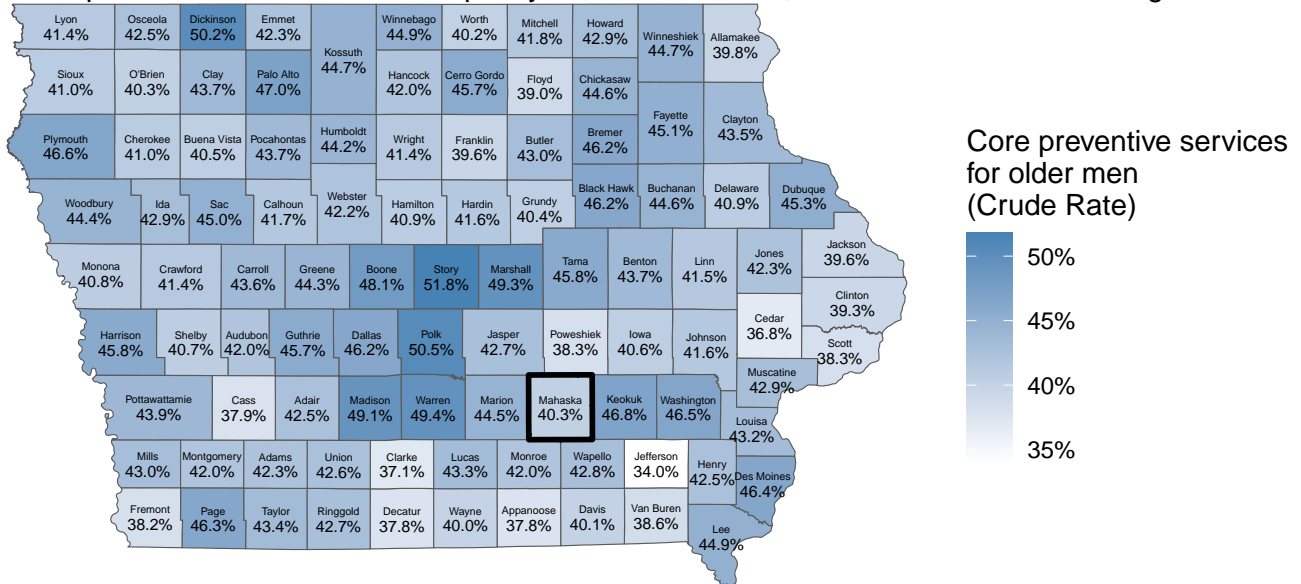 Lyon
41.4%
Osceola
42.5%
Dickinson
50.2%
Emmet
42.3%
Kossuth
44.7%
Winnebago
44.9%
Worth
40.2%
Mitchell
41.8%
Howard
42.9%
Winneshiek
44.7%
Allamakee
39.8%
Sioux
41.0%
O'Brien
40.3%
Clay
43.7%
Palo Alto
47.0%
Hancock
42.0%
Cerro Gordo
45.7%
Floyd
39.0%
Chickasaw
44.6%
Fayette
45.1%
Clayton
43.5%
Plymouth
46.6%
Cherokee
41.0%
Buena Vista
40.5%
Pocahontas
43.7%
Humboldt
44.2%
Wright
41.4%
Franklin
39.6%
Butler
43.0%
Bremer
46.2%
Woodbury
44.4%
Ida
42.9%
Sac
45.0%
Calhoun
41.7%
Webster
42.2%
Hamilton
40.9%
Hardin
41.6%
Grundy
40.4%
Black Hawk
46.2%
Buchanan
44.6%
Delaware
40.9%
Dubuque
45.3%
Monona
40.8%
Crawford
41.4%
Carroll
43.6%
Greene
44.3%
Boone
48.1%
Story
51.8%
Marshall
49.3%
Tama
45.8%
Benton
43.7%
Linn
41.5%
Jones
42.3%
Jackson
39.6%
Clinton
39.3%
Harrison
45.8%
Shelby
40.7%
Audubon
42.0%
Guthrie
45.7%
Dallas
46.2%
Polk
50.5%
Jasper
42.7%
Poweshiek
38.3%
Iowa
40.6%
Johnson
41.6%
Cedar
36.8%
Scott
38.3%
Muscatine
42.9%
Pottawattamie
43.9%
Cass
37.9%
Adair
42.5%
Madison
49.1%
Warren
49.4%
Marion
44.5%
Mahaska
40.3%
Keokuk
46.8%
Washington
46.5%
Louisa
43.2%
Mills
43.0%
Montgomery
42.0%
Adams
42.3%
Union
42.6%
Clarke
37.1%
Lucas
43.3%
Monroe
42.0%
Wapello
42.8%
Jefferson
34.0%
Henry
42.5%
Des Moines
46.4%
Fremont
38.2%
Page
46.3%
Taylor
43.4%
Ringgold
42.7%
Decatur
37.8%
Wayne
40.0%
Appanoose
37.8%
Davis
40.1%
Van Buren
38.6%
Lee
44.9%
Core preventive services
for older men
(Crude Rate)
50%
45%
40%
35%